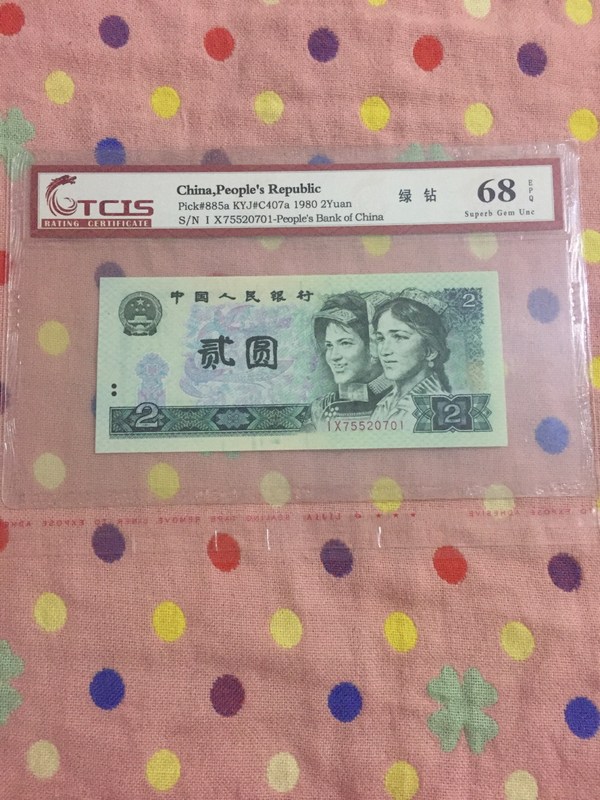 TCIS
RATING CERTIFICATE
China,People's Republic
Pick#885a KYJ#C407a 1980 2Yuan
S/N I X75520701-People's Bank of China
绿钻
68
EPQ
Superb Gem Unc
中国人民银行
2
贰圆
2
IX75520701
2